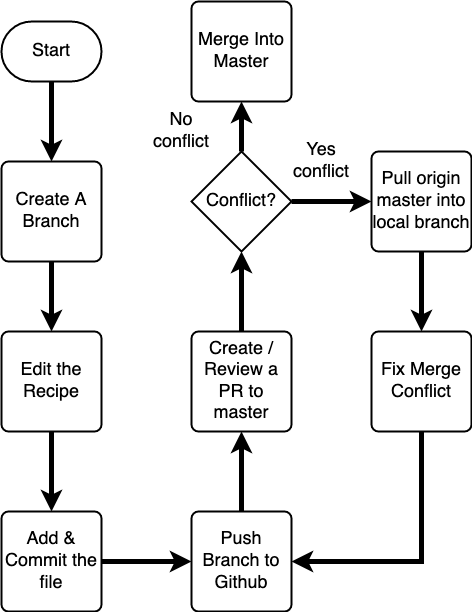 Start
Create A
Branch
Edit the
Recipe
Add &
Commit the
file
Push
Branch to
Github
Create /
Review a
PR to
master
Conflict?
No
conflict
Merge Into
Master
Yes
conflict
Pull origin
master into
local branch
Fix Merge
Conflict